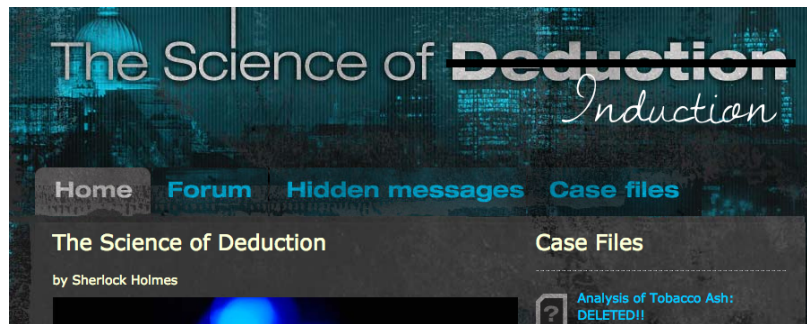 The Science of Deduction
Induction
Home Forum Hidden messages Case files
The Science of Deduction
by Sherlock Holmes
Case Files
?
Analysis of Tobacco Ash:
DELETED!!